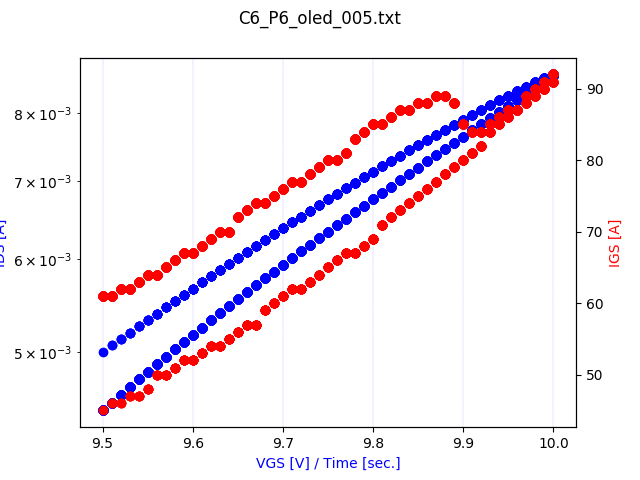 C6_P6_oled_005.txt
8 × 10⁻³
7 × 10⁻³
6 × 10⁻³
5 × 10⁻³
IDS [A]
90
80
70
60
50
IGS [A]
9.5 9.6 9.7 9.8 9.9 10.0
VGS [V] / Time [sec.]